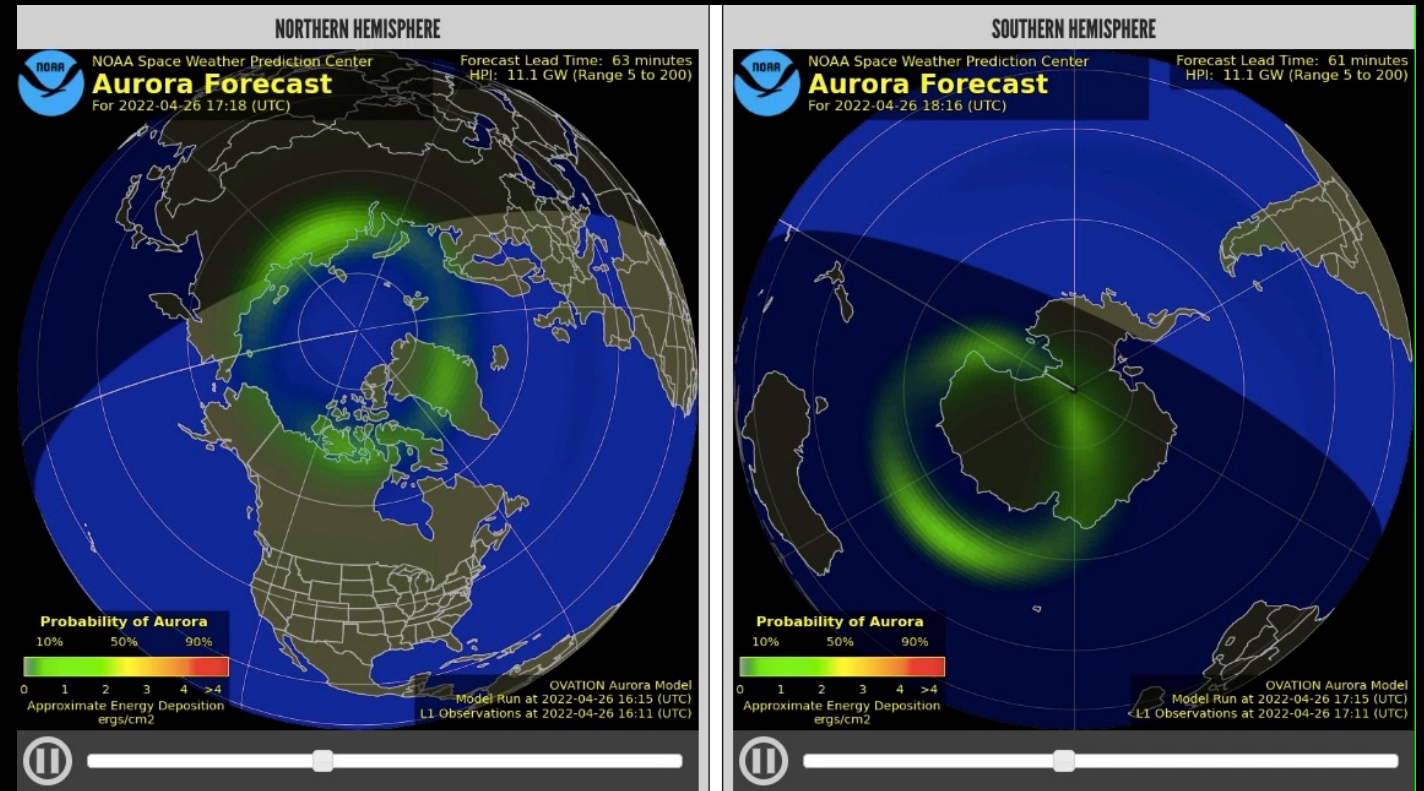 NORTHERN HEMISPHERE
NOAA
NOAA Space Weather Prediction Center
Aurora Forecast
For 2022-04-26 17:18 (UTC)
Forecast Lead Time: 63 minutes
HPI: 11.1 GW (Range 5 to 200)
Probability of Aurora
10% 50% 90%
0 1 2 3 4 >4
Approximate Energy Deposition
ergs/cm2
OVATION Aurora Model
Model Run at 2022-04-26 16:15 (UTC)
L1 Observations at 2022-04-26 16:11 (UTC)
SOUTHERN HEMISPHERE
NOAA
NOAA Space Weather Prediction Center
Aurora Forecast
For 2022-04-26 18:16 (UTC)
Forecast Lead Time: 61 minutes
HPI: 11.1 GW (Range 5 to 200)
Probability of Aurora
10% 50% 90%
0 1 2 3 4 >4
Approximate Energy Deposition
ergs/cm2
OVATION Aurora Model
Model Run at 2022-04-26 17:15 (UTC)
L1 Observations at 2022-04-26 17:11 (UTC)